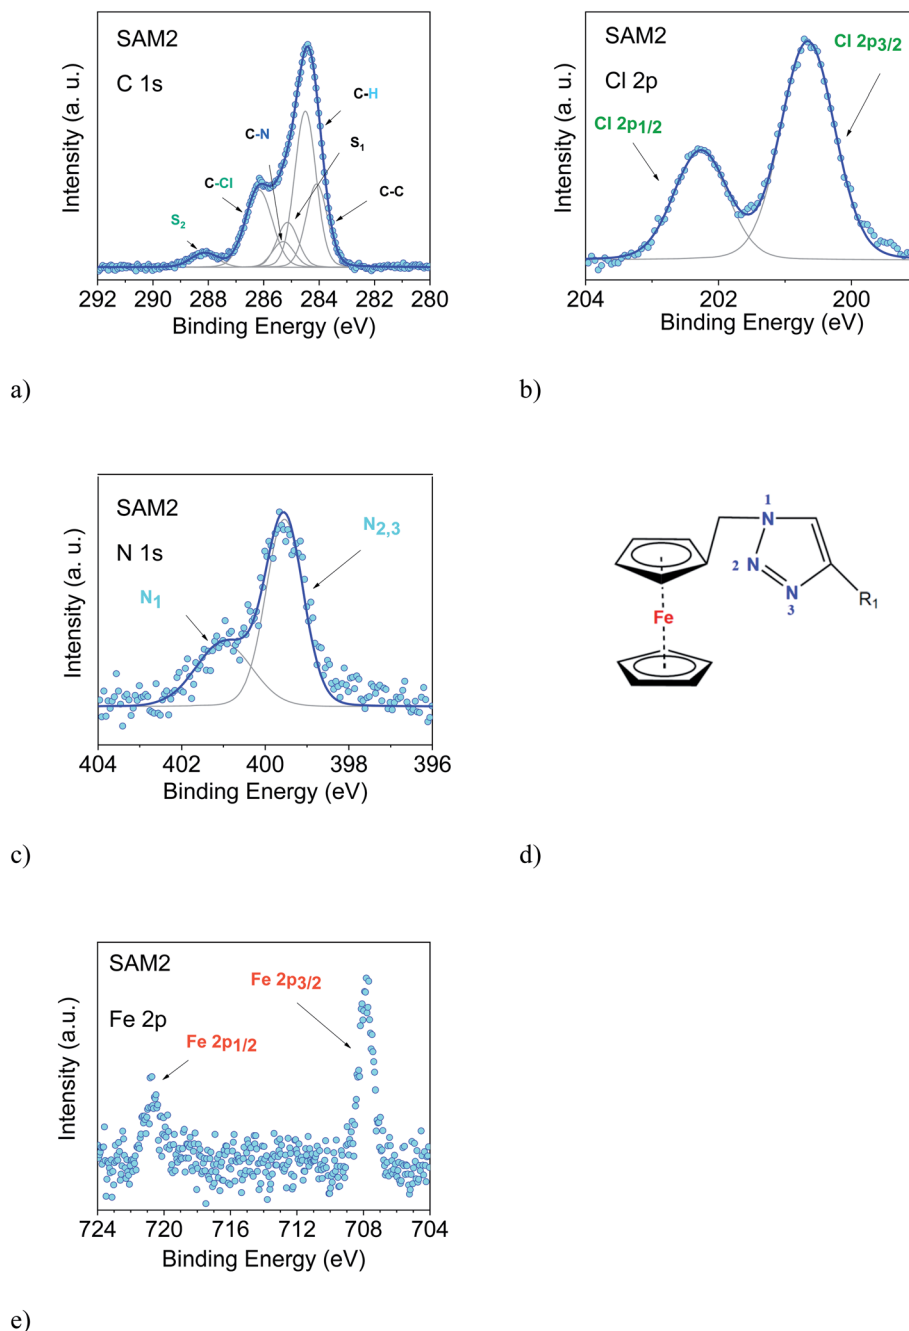 SAM2
C 1s
C-H
C-N
S1
C-Cl
C-C
S2
Intensity (a. u.)
292 290 288 286 284 282 280
Binding Energy (eV)
a)
SAM2
Cl 2p
Cl 2p3/2
Cl 2p1/2
Intensity (a. u.)
204 202 200
Binding Energy (eV)
b)
SAM2
N 1s
N2,3
N1
Intensity (a. u.)
404 402 400 398 396
Binding Energy (eV)
c)
1
N
N
2
N
3
R1
Fe
d)
SAM2
Fe 2p3/2
Fe 2p
Fe 2p1/2
Intensity (a.u.)
724 720 716 712 708 704
Binding Energy (eV)
e)